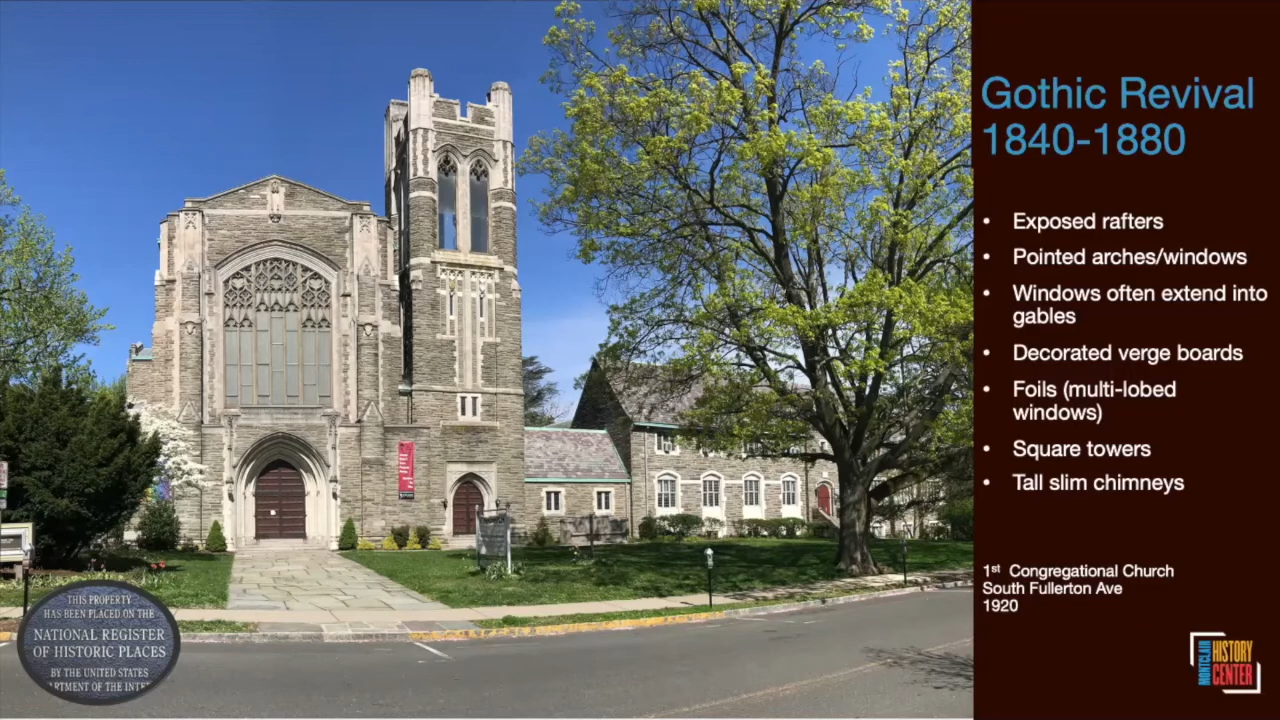 Gothic Revival
1840-1880
• Exposed rafters
• Pointed arches/windows
• Windows often extend into
gables
• Decorated verge boards
• Foils (multi-lobed
windows)
• Square towers
• Tall slim chimneys
1st Congregational Church
South Fullerton Ave
1920
MONTCLAIR
HISTORY
CENTER
THIS PROPERTY
HAS BEEN PLACED ON THE
NATIONAL REGISTER
OF HISTORIC PLACES
BY THE UNITED STATES
OF THE